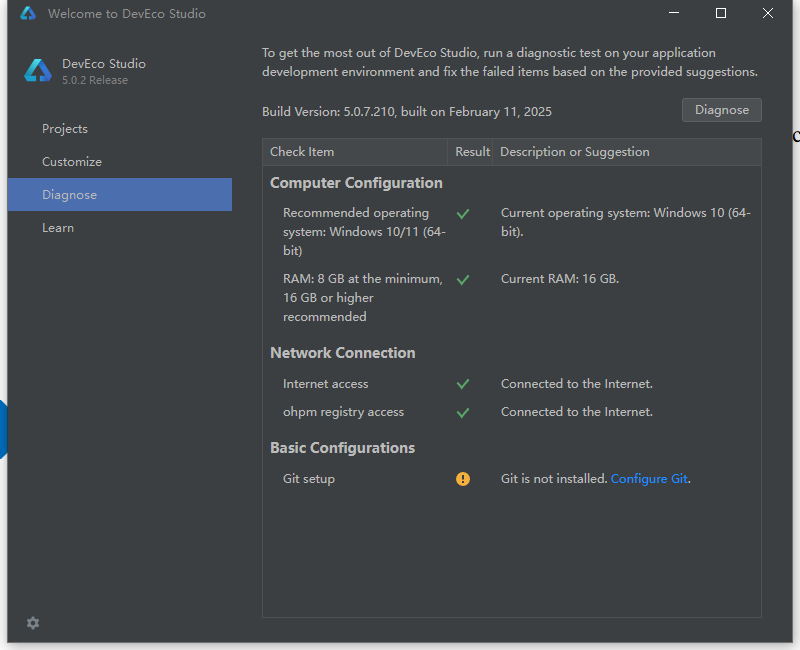 Welcome to DevEco Studio
DevEco Studio
5.0.2 Release
Projects
Customize
Diagnose
Learn
To get the most out of DevEco Studio, run a diagnostic test on your application
development environment and fix the failed items based on the provided suggestions.
Build Version: 5.0.7.210, built on February 11, 2025
Diagnose
Check Item Result Description or Suggestion
Computer Configuration
Recommended operating
system: Windows 10/11 (64-
bit)
Current operating system: Windows 10 (64-
bit).
RAM: 8 GB at the minimum,
16 GB or higher
recommended
Current RAM: 16 GB.
Network Connection
Internet access Connected to the Internet.
ohpm registry access Connected to the Internet.
Basic Configurations
Git setup Git is not installed. Configure Git.